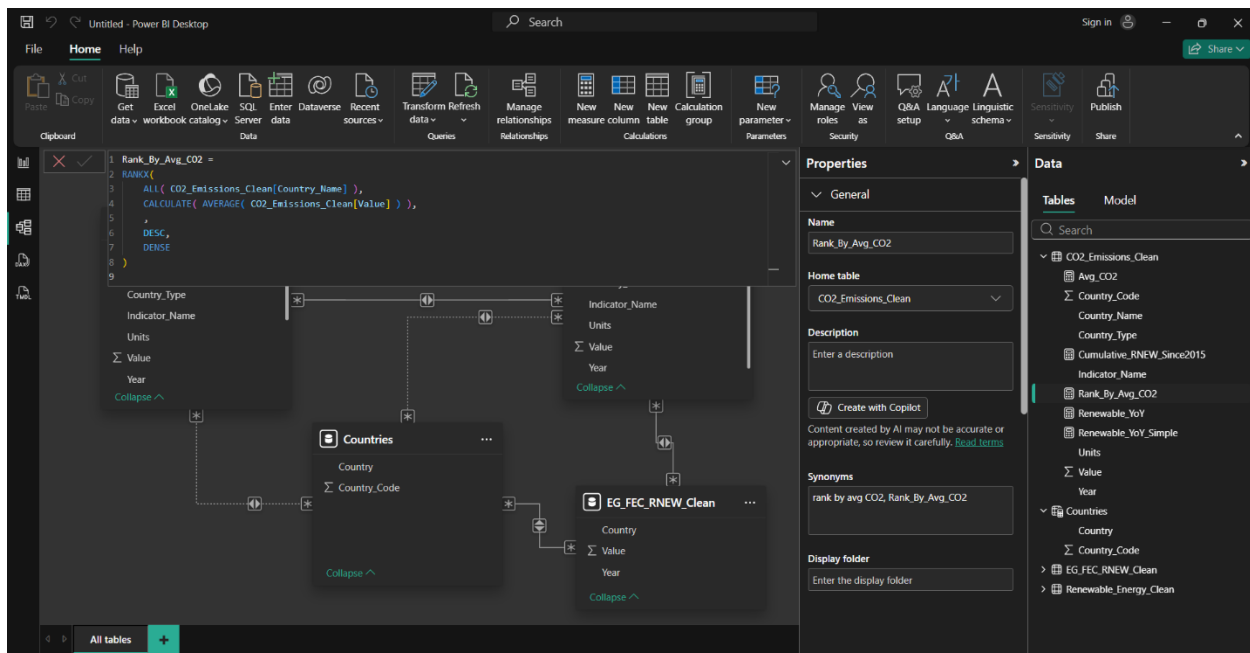 Untitled - Power BI Desktop
Search
Sign in
File
Home
Help
Share
Paste
Cut
Copy
Get data
Excel workbook
OneLake catalog
SQL Server
Enter data
Dataverse
Recent sources
Transform data
Refresh
Manage relationships
New measure
New column
New table
Calculation group
New parameter
Manage roles
View as
Q&A setup
Language
Linguistic schema
Sensitivity
Publish
Clipboard
Data
Queries
Relationships
Calculations
Parameters
Security
Q&A
Sensitivity
Share
1 Rank_By_Avg_CO2 =
2 RANKX(
3 ALL( CO2_Emissions_Clean[Country_Name] ),
4 CALCULATE( AVERAGE( CO2_Emissions_Clean[Value] ) ),
5 ,
6 DESC,
7 DENSE
8 )
9
DAX
TMDL
Country_Type
Indicator_Name
Units
Σ Value
Year
Collapse
Indicator_Name
Units
Σ Value
Year
Collapse
Countries
...
Country
Σ Country_Code
Collapse
EG_FEC_RNEW_Clean
...
Country
Σ Value
Year
Collapse
All tables
+
Properties
General
Name
Rank_By_Avg_CO2
Home table
CO2_Emissions_Clean
Description
Enter a description
Create with Copilot
Content created by AI may not be accurate or
appropriate, so review it carefully. Read terms
Synonyms
rank by avg CO2, Rank_By_Avg_CO2
Display folder
Enter the display folder
Data
Tables
Model
Search
CO2_Emissions_Clean
Avg_CO2
Σ Country_Code
Country_Name
Country_Type
Cumulative_RNEW_Since2015
Indicator_Name
Rank_By_Avg_CO2
Renewable_YoY
Renewable_YoY_Simple
Units
Σ Value
Year
Countries
Country
Σ Country_Code
EG_FEC_RNEW_Clean
Renewable_Energy_Clean